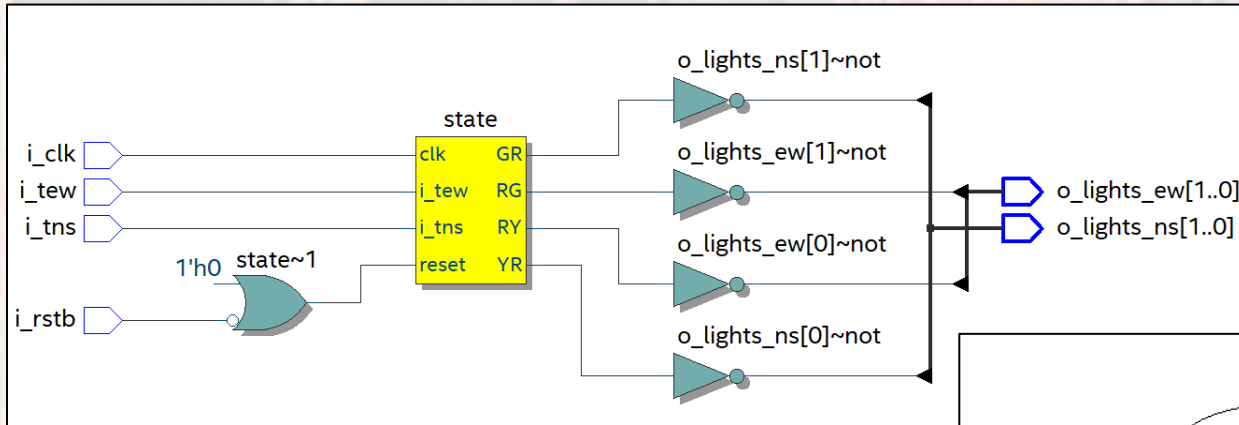 o_lights_ns[1]~not
state
i_clk
clk GR
o_lights_ew[1]~not
i_tew
i_tew RG
o_lights_ew[1..0]
i_tns
i_tns RY
o_lights_ns[1..0]
o_lights_ew[0]~not
1'h0
state~1
reset YR
i_rstb
o_lights_ns[0]~not